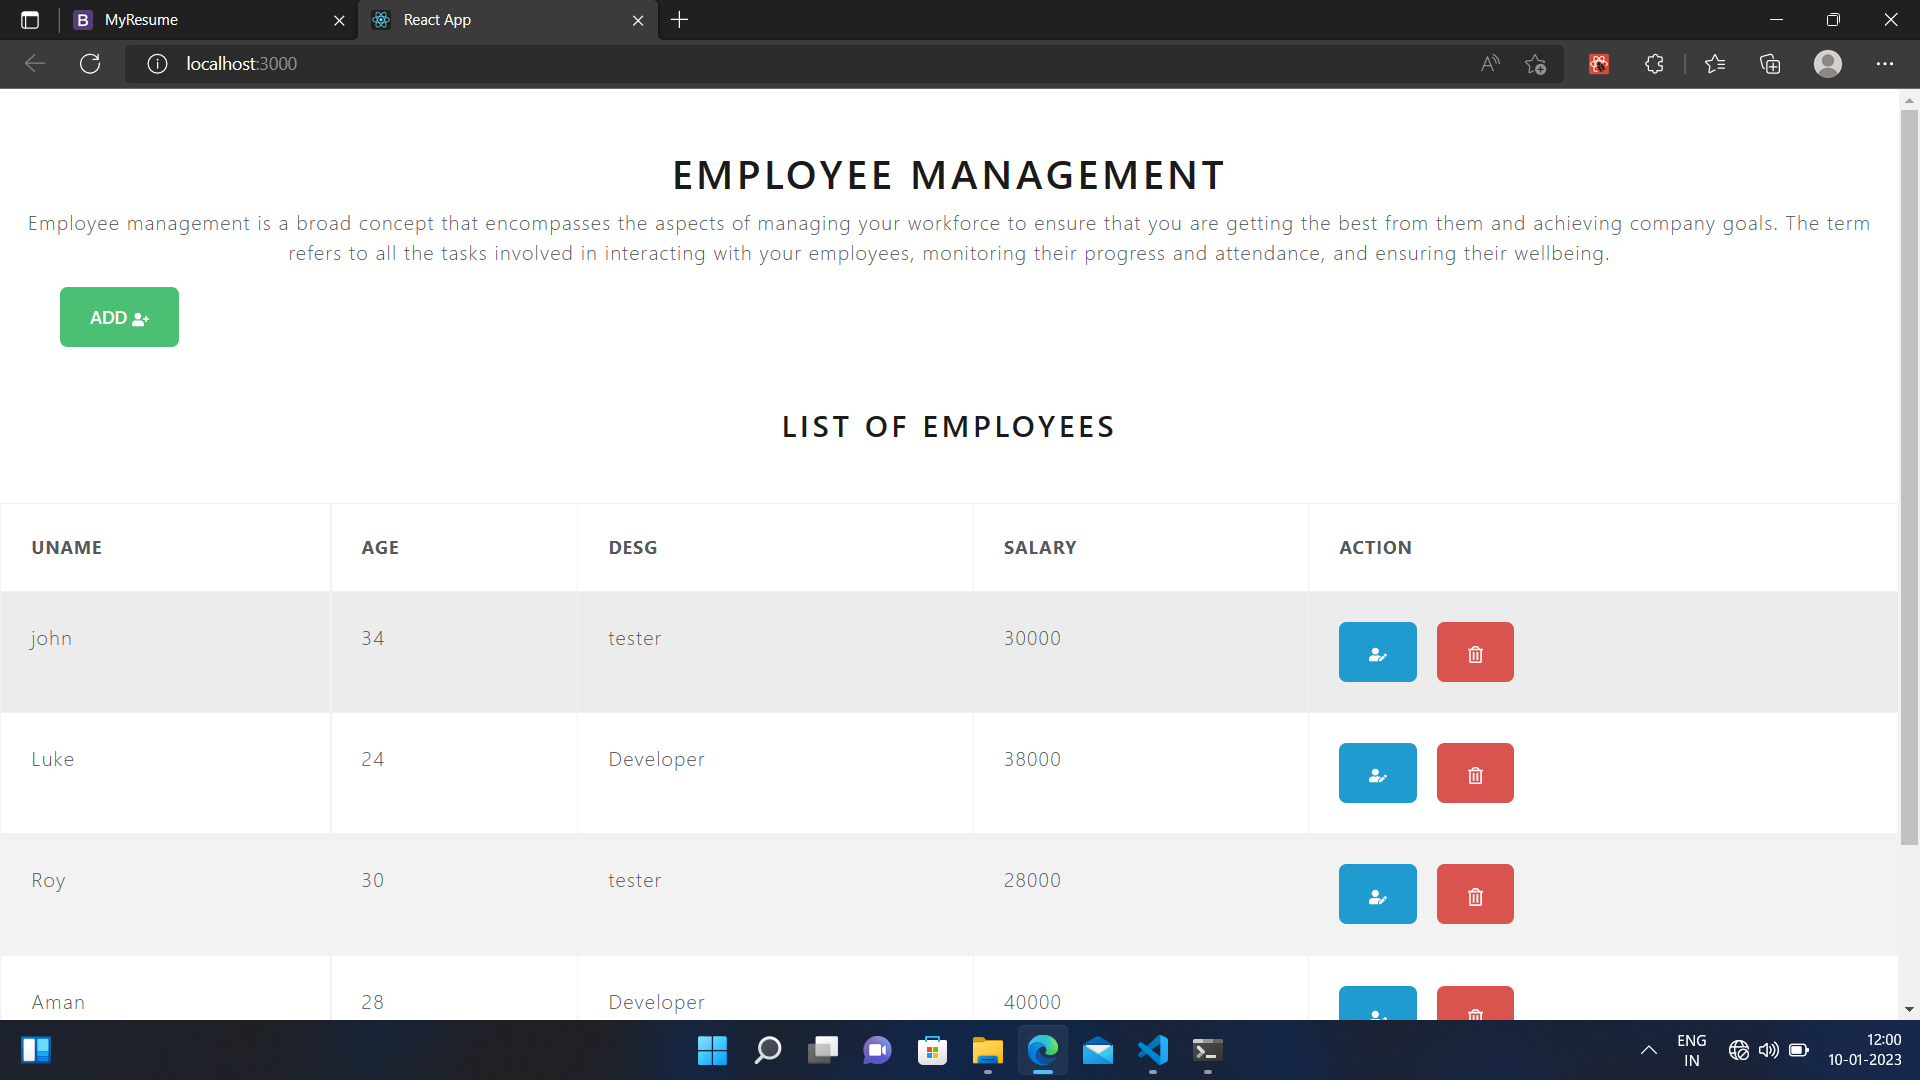 MyResume
React App
localhost:3000
EMPLOYEE MANAGEMENT
Employee management is a broad concept that encompasses the aspects of managing your workforce to ensure that you are getting the best from them and achieving company goals. The term
refers to all the tasks involved in interacting with your employees, monitoring their progress and attendance, and ensuring their wellbeing.
ADD
LIST OF EMPLOYEES
UNAME AGE DESG SALARY ACTION
john 34 tester 30000
Luke 24 Developer 38000
Roy 30 tester 28000
Aman 28 Developer 40000
ENG
IN
12:00
10-01-2023